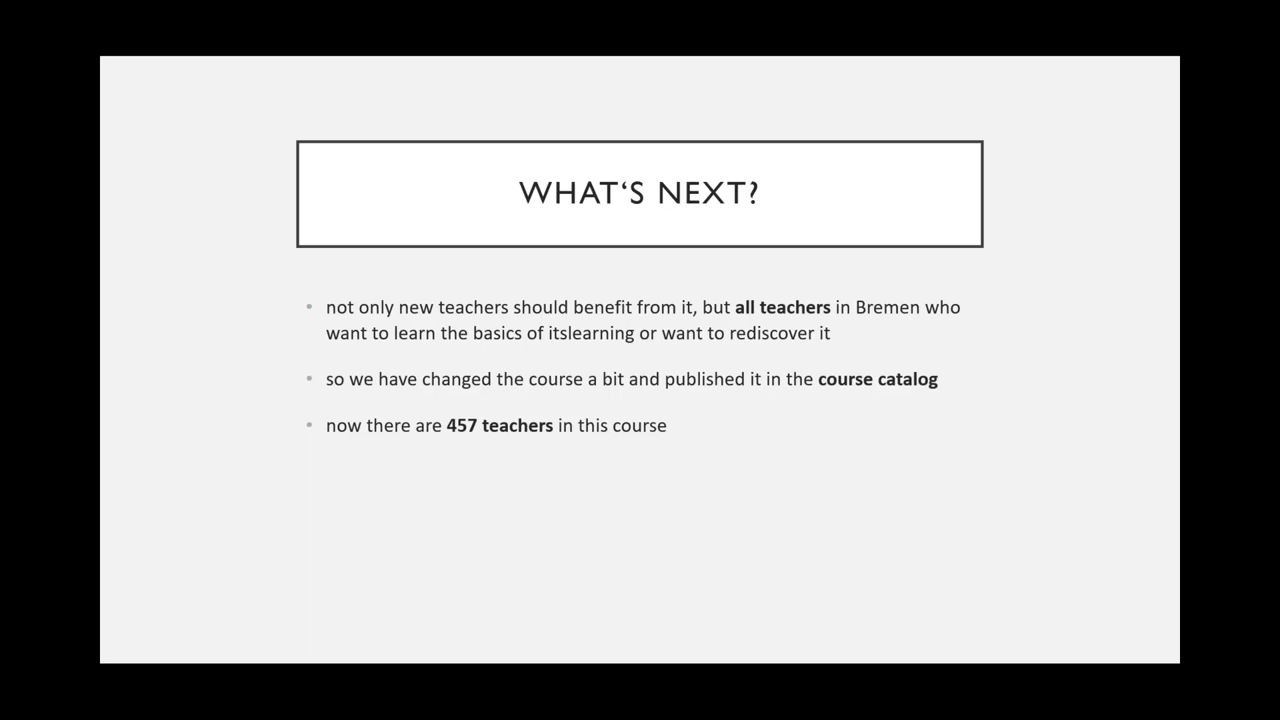 WHAT‘S NEXT?
• not only new teachers should benefit from it, but all teachers in Bremen who
want to learn the basics of itslearning or want to rediscover it
• so we have changed the course a bit and published it in the course catalog
• now there are 457 teachers in this course